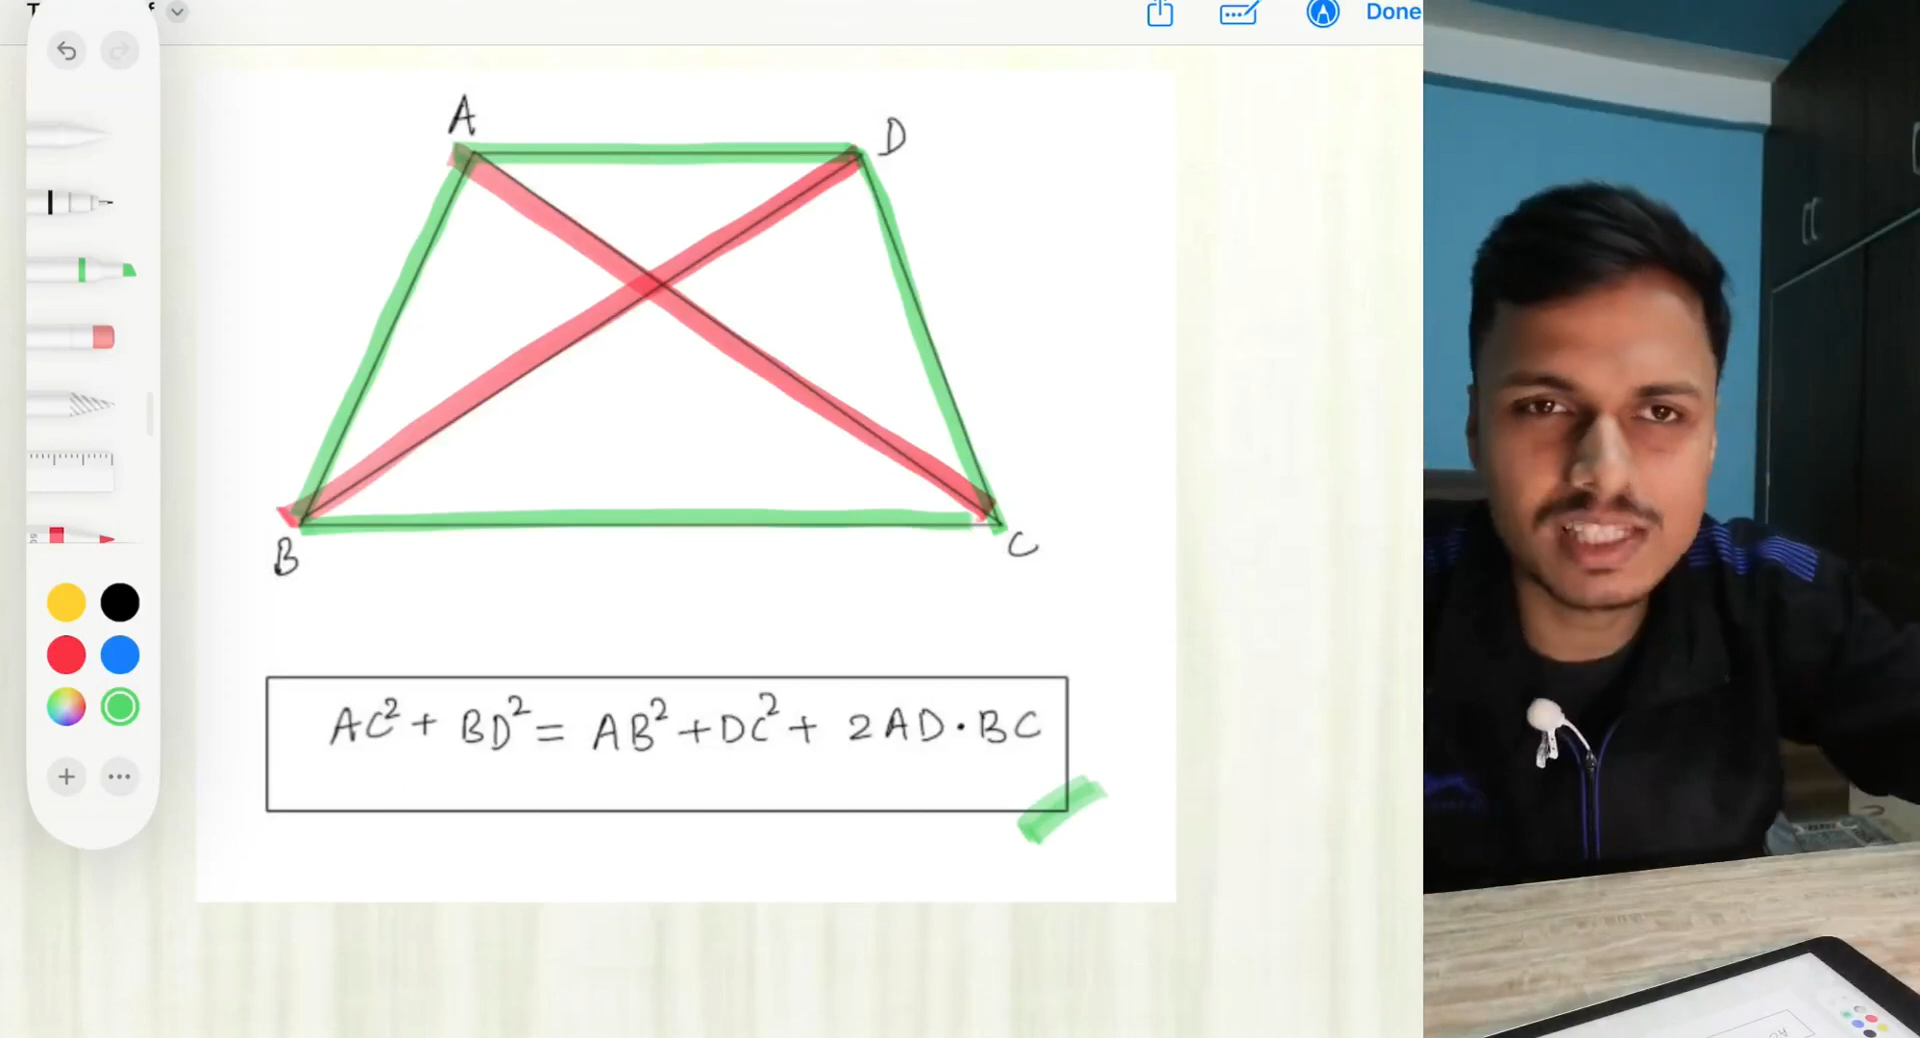 Done
A
D
B
C
AC² + BD² = AB² + DC² + 2AD·BC